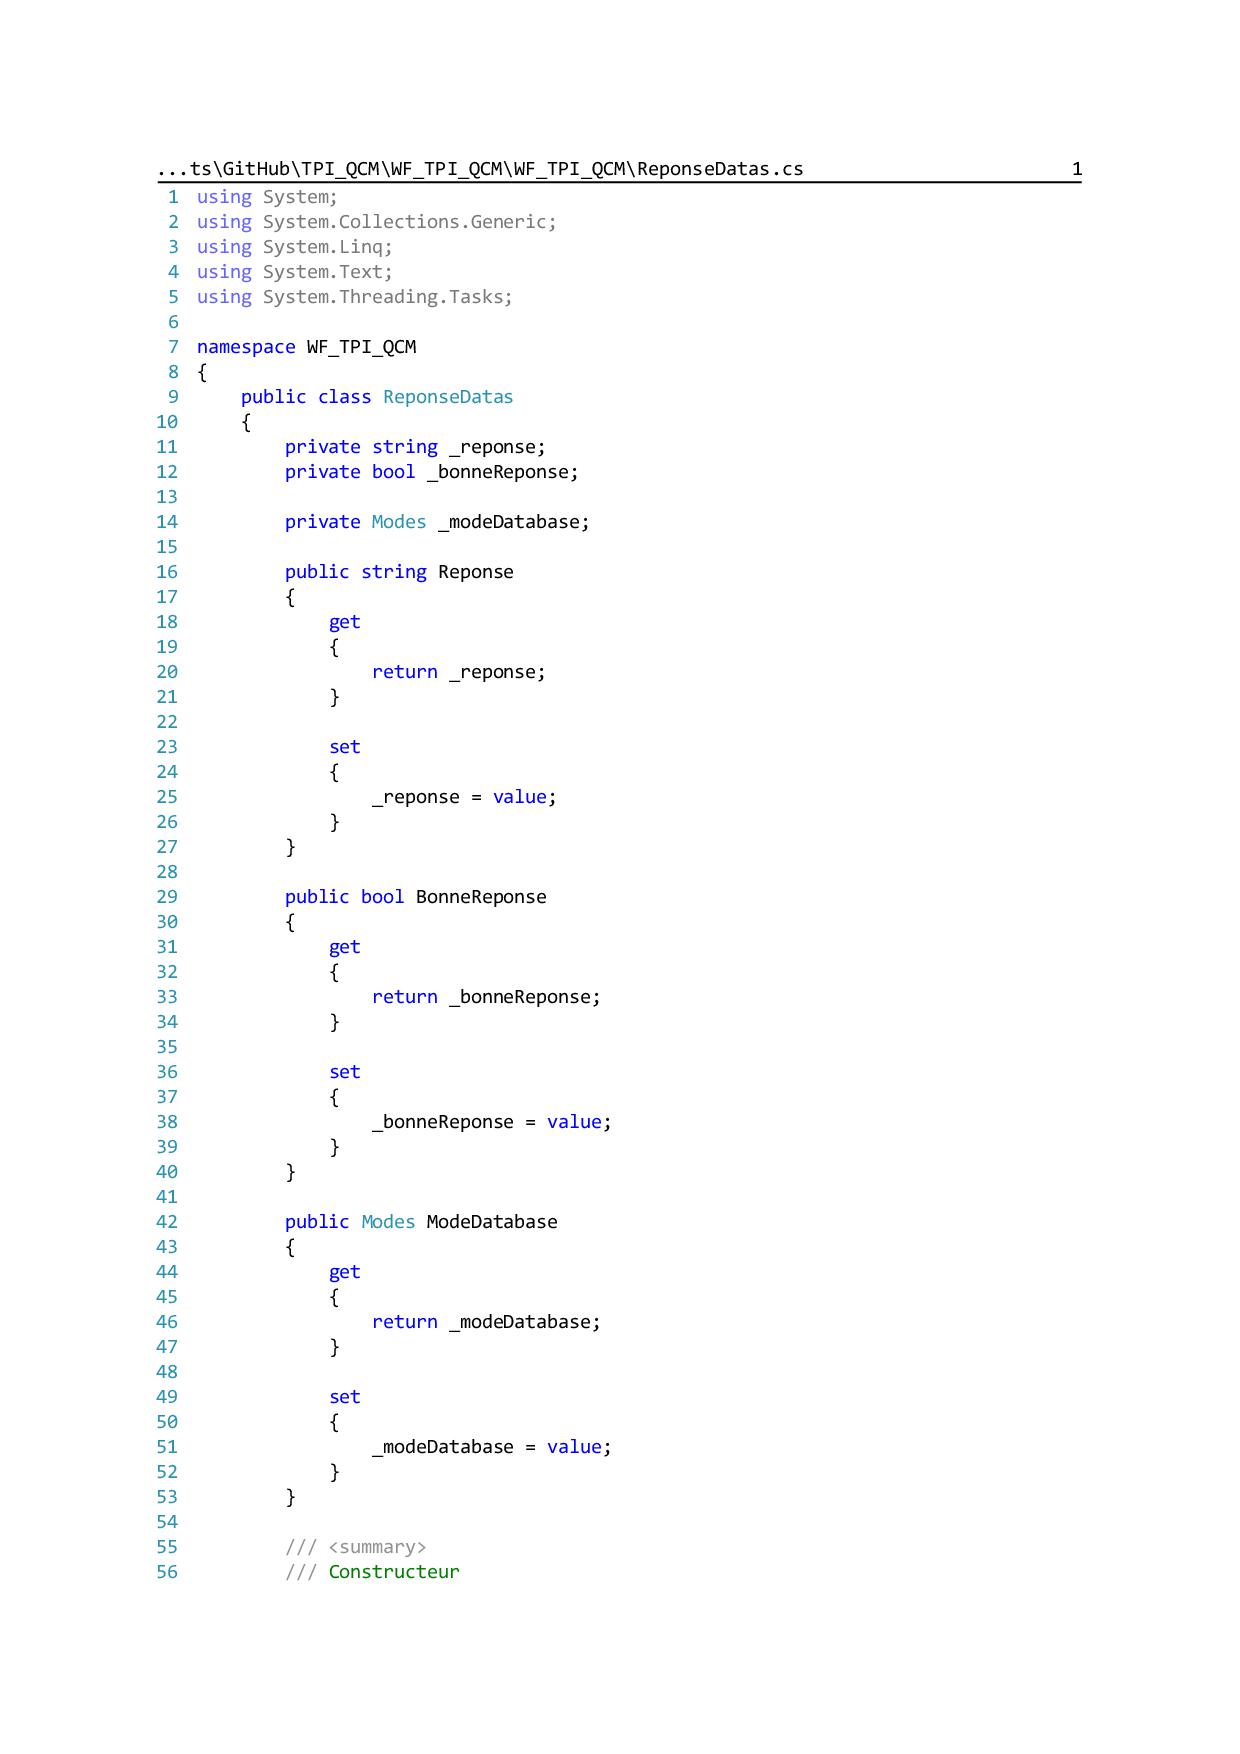 ...ts\GitHub\TPI_QCM\WF_TPI_QCM\WF_TPI_QCM\ReponseDatas.cs 1
1 using System;
2 using System.Collections.Generic;
3 using System.Linq;
4 using System.Text;
5 using System.Threading.Tasks;
6
7 namespace WF_TPI_QCM
8 {
9     public class ReponseDatas
10     {
11         private string _reponse;
12         private bool _bonneReponse;
13
14         private Modes _modeDatabase;
15
16         public string Reponse
17         {
18             get
19             {
20                 return _reponse;
21             }
22
23             set
24             {
25                 _reponse = value;
26             }
27         }
28
29         public bool BonneReponse
30         {
31             get
32             {
33                 return _bonneReponse;
34             }
35
36             set
37             {
38                 _bonneReponse = value;
39             }
40         }
41
42         public Modes ModeDatabase
43         {
44             get
45             {
46                 return _modeDatabase;
47             }
48
49             set
50             {
51                 _modeDatabase = value;
52             }
53         }
54
55         /// <summary>
56         /// Constructeur